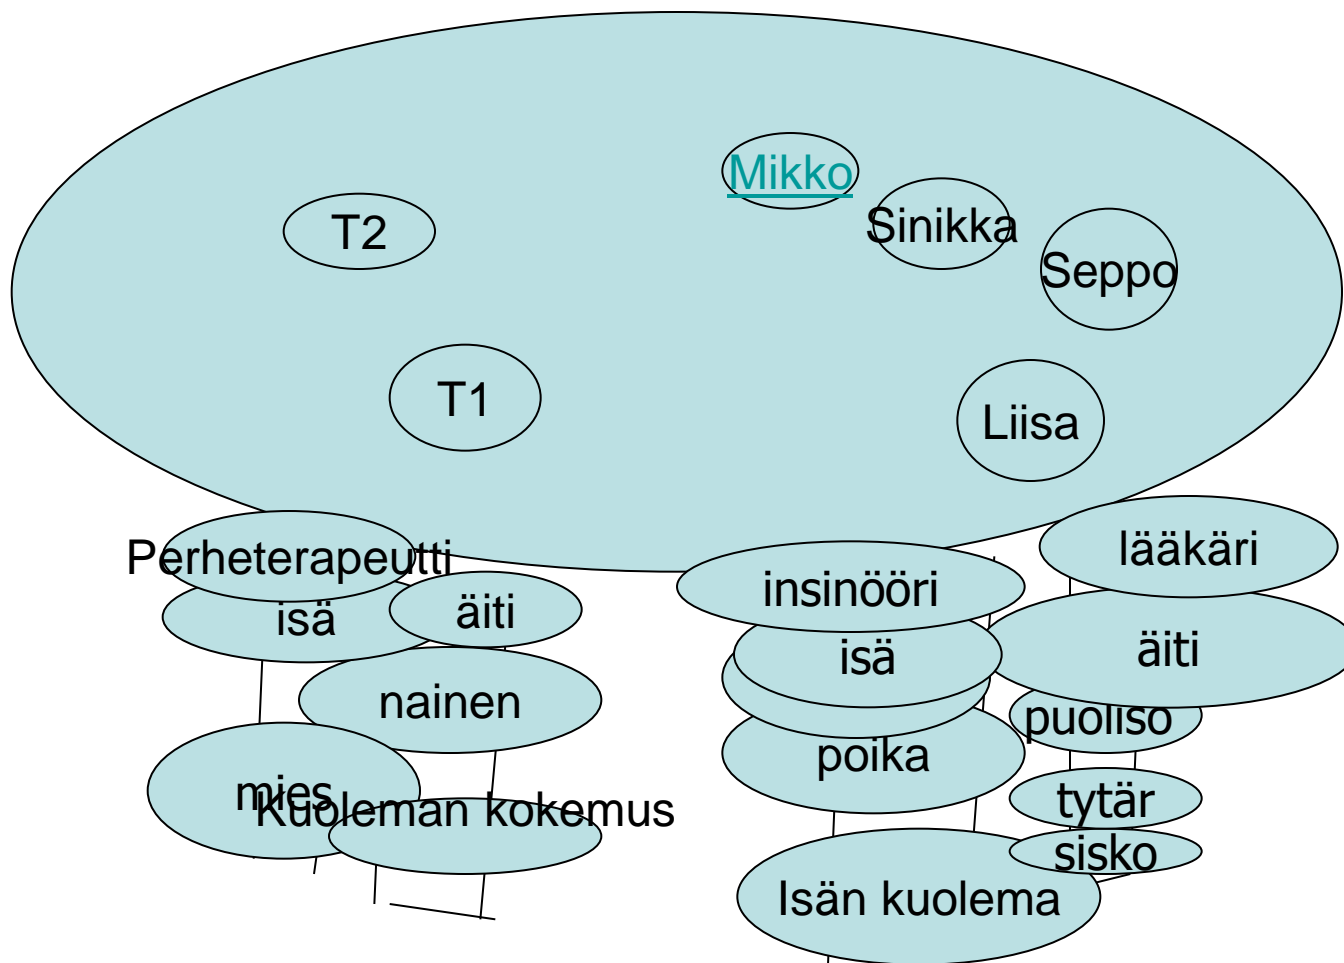 Mikko
Sinikka
T2
Seppo
T1
Liisa
Perheterapeutti
isä
äiti
nainen
mies
Kuoleman kokemus
insinööri
isä
poika
Isän kuolema
lääkäri
äiti
puoliso
tytär
sisko